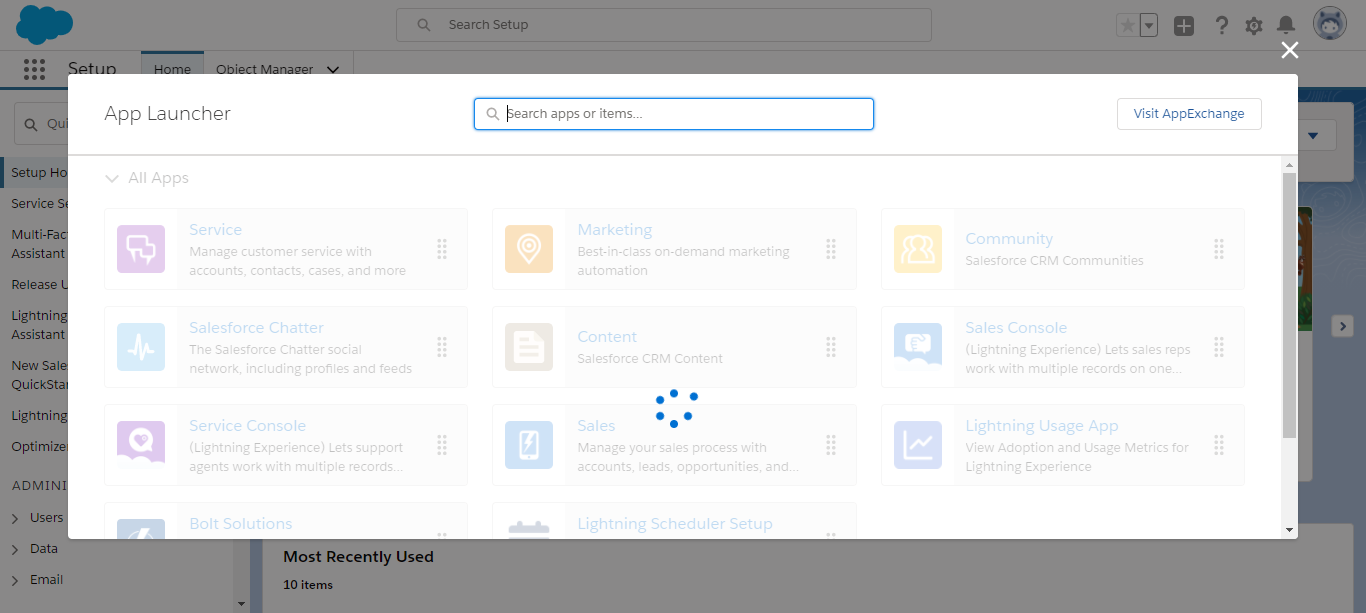 Search Setup
Setup
Home
Object Manager
App Launcher
Search apps or items...
Visit AppExchange
All Apps
Service
Manage customer service with
accounts, contacts, cases, and more
Marketing
Best-in-class on-demand marketing
automation
Community
Salesforce CRM Communities
Salesforce Chatter
The Salesforce Chatter social
network, including profiles and feeds
Content
Salesforce CRM Content
Sales Console
(Lightning Experience) Lets sales reps
work with multiple records on one...
Service Console
(Lightning Experience) Lets support
agents work with multiple records...
Sales
Manage your sales process with
accounts, leads, opportunities, and...
Lightning Usage App
View Adoption and Usage Metrics for
Lightning Experience
Bolt Solutions
Lightning Scheduler Setup
Qui
Setup Ho
Service Se
Multi-Fac
Assistant
Release U
Lightning
Assistant
New Sale
QuickStar
Lightning
Optimizer
ADMINI
Users
Data
Email
Most Recently Used
10 items